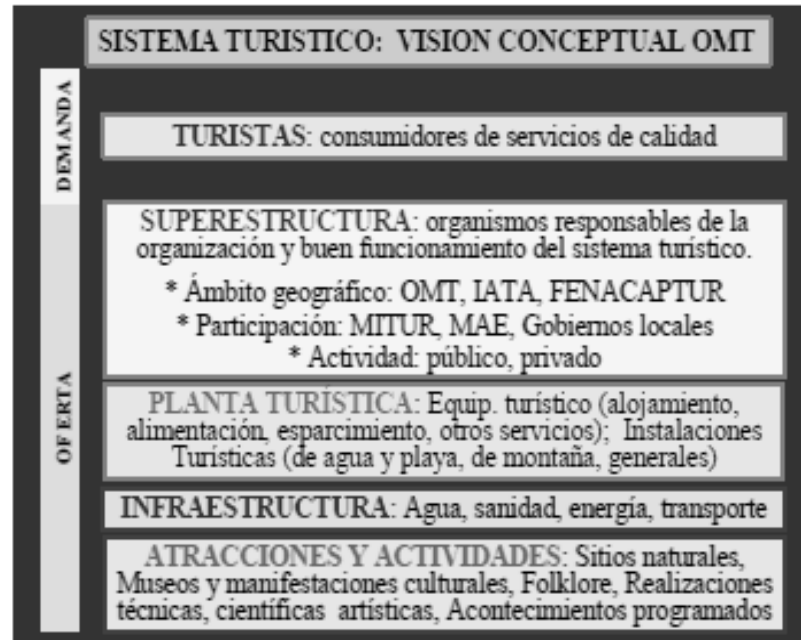 SISTEMA TURISTICO: VISION CONCEPTUAL OMT
DEMANDA
TURISTAS: consumidores de servicios de calidad
OFERTA
SUPERESTRUCTURA: organismos responsables de la
organización y buen funcionamiento del sistema turístico.
* Ámbito geográfico: OMT, IATA, FENACAPTUR
* Participación: MITUR, MAE, Gobiernos locales
* Actividad: público, privado
PLANTA TURÍSTICA: Equip. turístico (alojamiento,
alimentación, esparcimiento, otros servicios); Instalaciones
Turísticas (de agua y playa, de montaña, generales)
INFRAESTRUCTURA: Agua, sanidad, energía, transporte
ATRACCIONES Y ACTIVIDADES: Sitios naturales,
Museos y manifestaciones culturales, Folklore, Realizaciones
técnicas, científicas artísticas, Acontecimientos programados